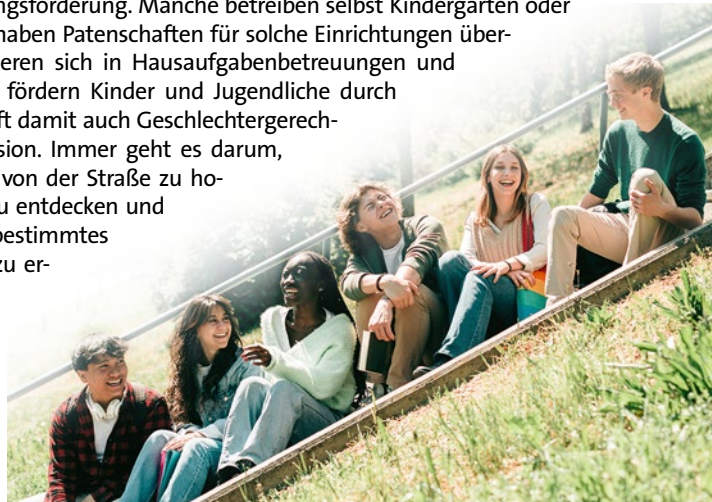 ngsförderung. Manche betreiben selbst Kindergärten oder
haben Patenschaften für solche Einrichtungen über-
eren sich in Hausaufgabenbetreuungen und
fördern Kinder und Jugendliche durch
ft damit auch Geschlechtergerech-
sion. Immer geht es darum,
von der Straße zu ho-
u entdecken und
bestimmtes
zu er-